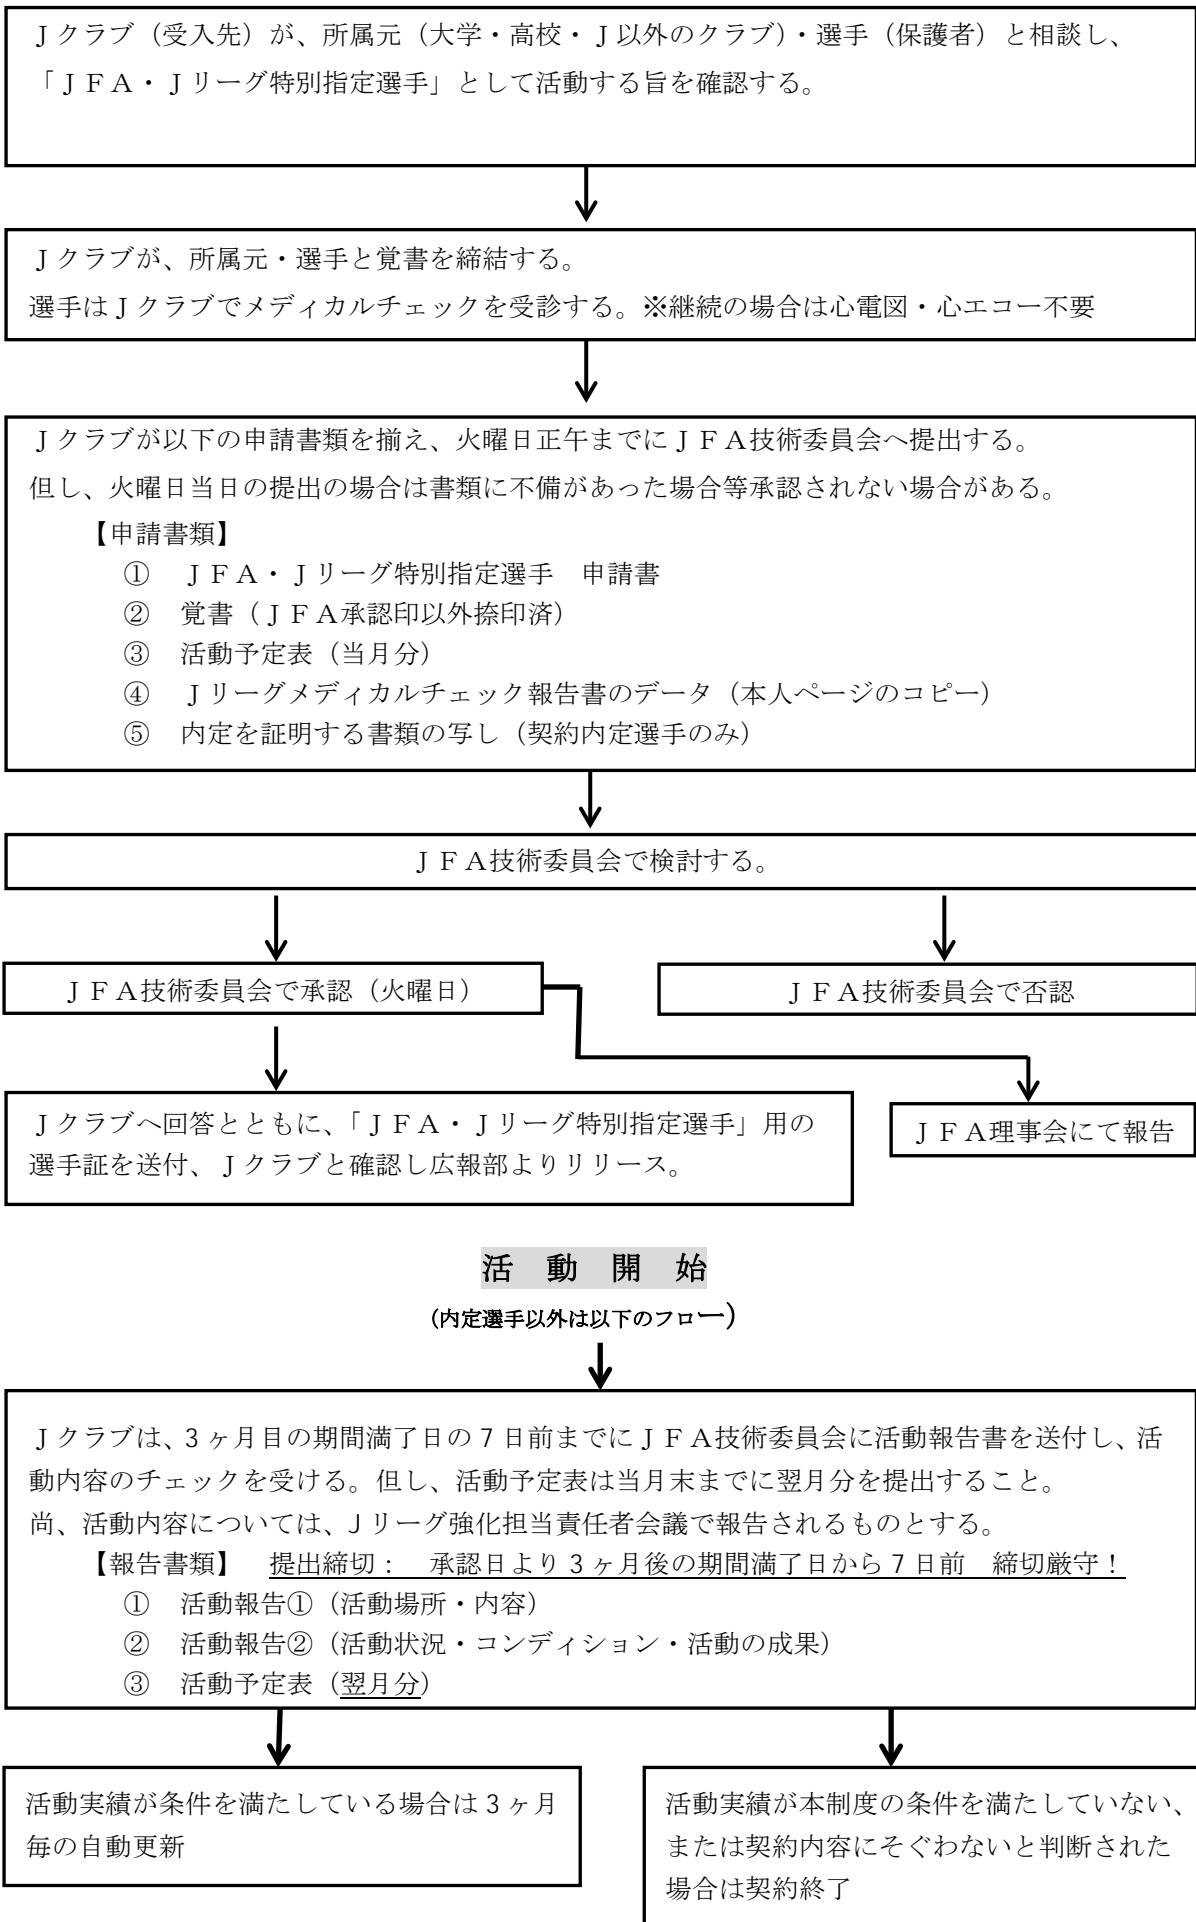 Ｊクラブ（受入先）が、所属元（大学・高校・Ｊ以外のクラブ）・選手（保護者）と相談し、
「ＪＦＡ・Ｊリーグ特別指定選手」として活動する旨を確認する。
Ｊクラブが、所属元・選手と覚書を締結する。
選手はＪクラブでメディカルチェックを受診する。※継続の場合は心電図・心エコー不要
Ｊクラブが以下の申請書類を揃え、火曜日正午までにＪＦＡ技術委員会へ提出する。
但し、火曜日当日の提出の場合は書類に不備があった場合等承認されない場合がある。
【申請書類】
①　ＪＦＡ・Ｊリーグ特別指定選手　申請書
②　覚書（ＪＦＡ承認印以外捺印済）
③　活動予定表（当月分）
④　Ｊリーグメディカルチェック報告書のデータ（本人ページのコピー）
⑤　内定を証明する書類の写し（契約内定選手のみ）
ＪＦＡ技術委員会で検討する。
ＪＦＡ技術委員会で承認（火曜日）
ＪＦＡ技術委員会で否認
Ｊクラブへ回答とともに、「ＪＦＡ・Ｊリーグ特別指定選手」用の
選手証を送付、Ｊクラブと確認し広報部よりリリース。
ＪＦＡ理事会にて報告
活　動　開　始
（内定選手以外は以下のフロー）
Ｊクラブは、3 ヶ月目の期間満了日の 7 日前までにＪＦＡ技術委員会に活動報告書を送付し、活
動内容のチェックを受ける。但し、活動予定表は当月末までに翌月分を提出すること。
尚、活動内容については、Jリーグ強化担当責任者会議で報告されるものとする。
【報告書類】　提出締切：　承認日より 3 ヶ月後の期間満了日から 7 日前　締切厳守！
①　活動報告①（活動場所・内容）
②　活動報告②（活動状況・コンディション・活動の成果）
③　活動予定表（翌月分）
活動実績が条件を満たしている場合は 3 ヶ月
毎の自動更新
活動実績が本制度の条件を満たしていない、
または契約内容にそぐわないと判断された
場合は契約終了